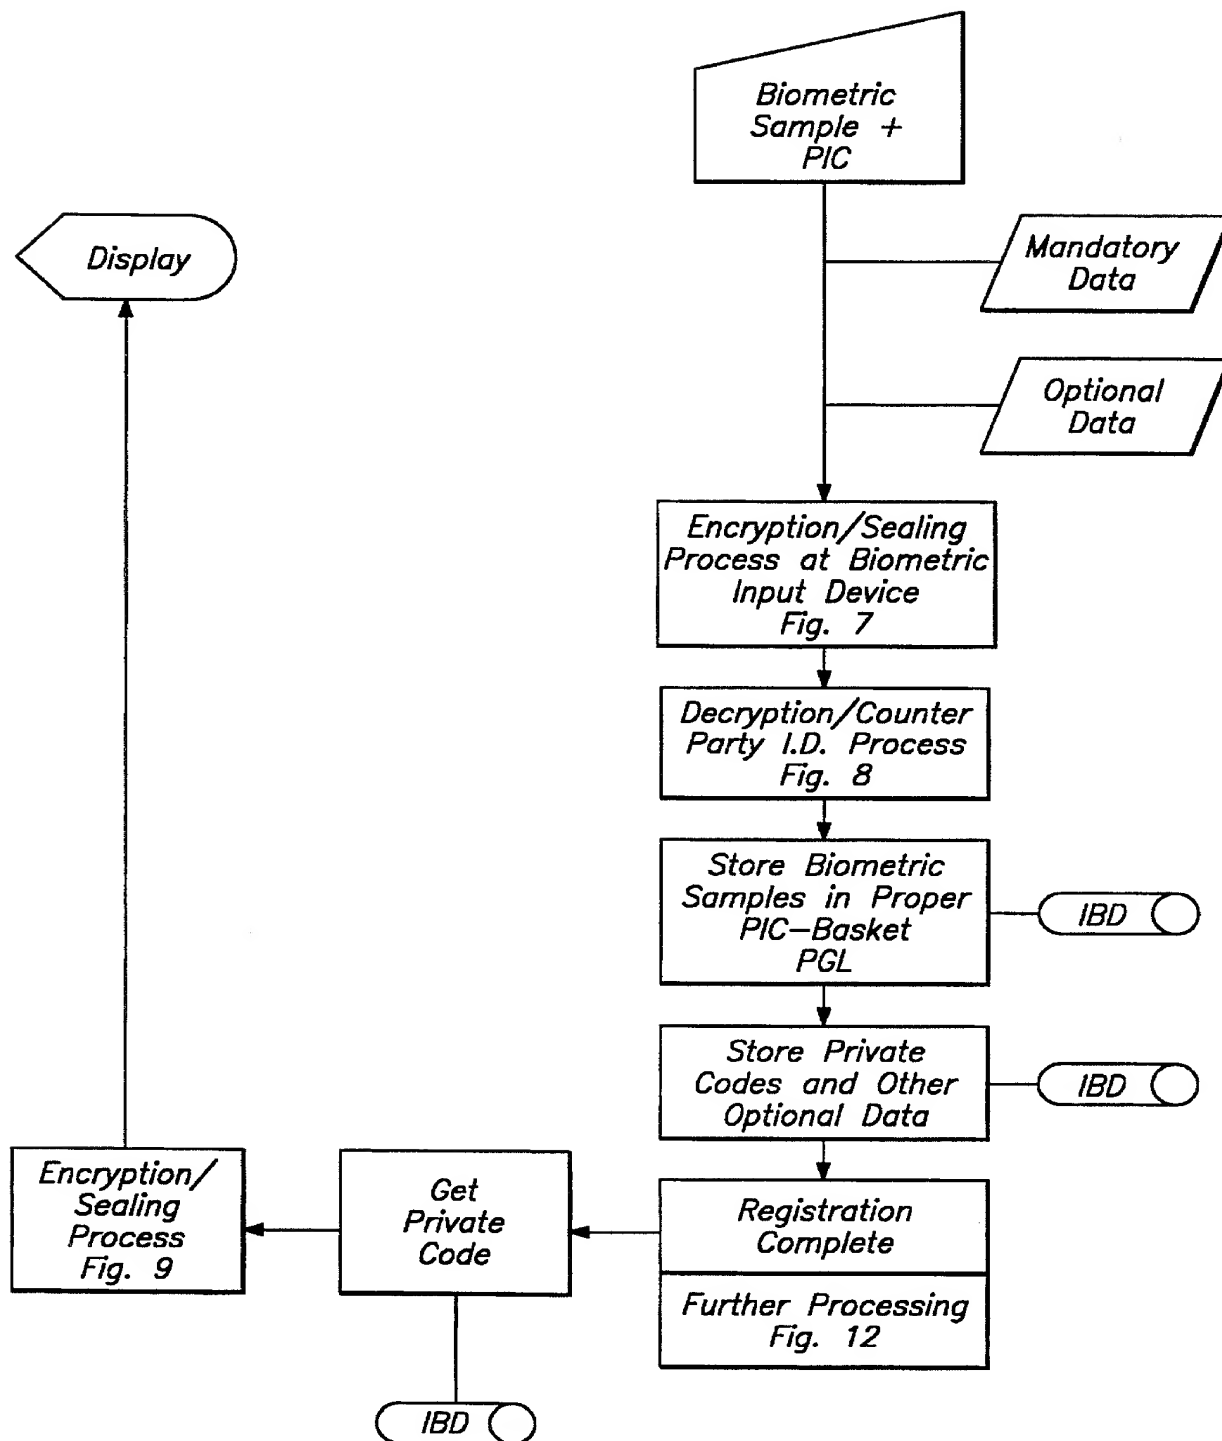 Biometric
Sample +
PIC
Mandatory
Data
Display
Optional
Data
Encryption/Sealing
Process at Biometric
Input Device
Fig. 7
Decryption/Counter
Party I.D. Process
Fig. 8
Store Biometric
Samples in Proper
PIC-Basket
PGL
IBD
Store Private
Codes and Other
Optional Data
IBD
Encryption/
Sealing
Process
Fig. 9
Get
Private
Code
Registration
Complete
Further Processing
Fig. 12
IBD